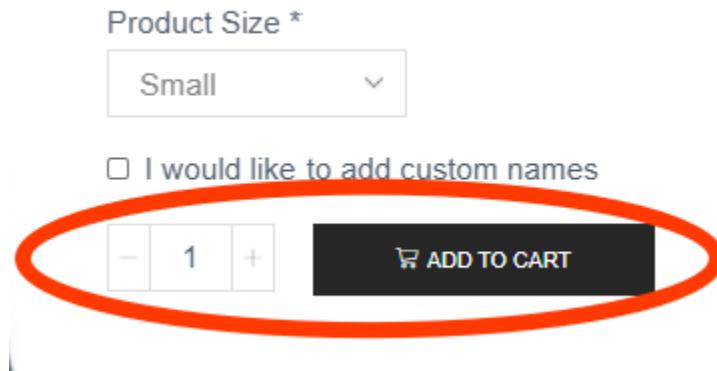 Product Size *
Small
I would like to add custom names
− 1 + ADD TO CART